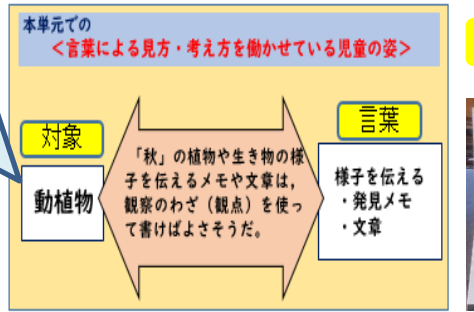 本単元での
＜言葉による見方・考え方を働かせている児童の姿＞
対象
動植物
「秋」の植物や生き物の様
子を伝えるメモや文章は，
観察のわざ（観点）を使っ
て書けばよさそうだ。
言葉
様子を伝える
・発見メモ
・文章